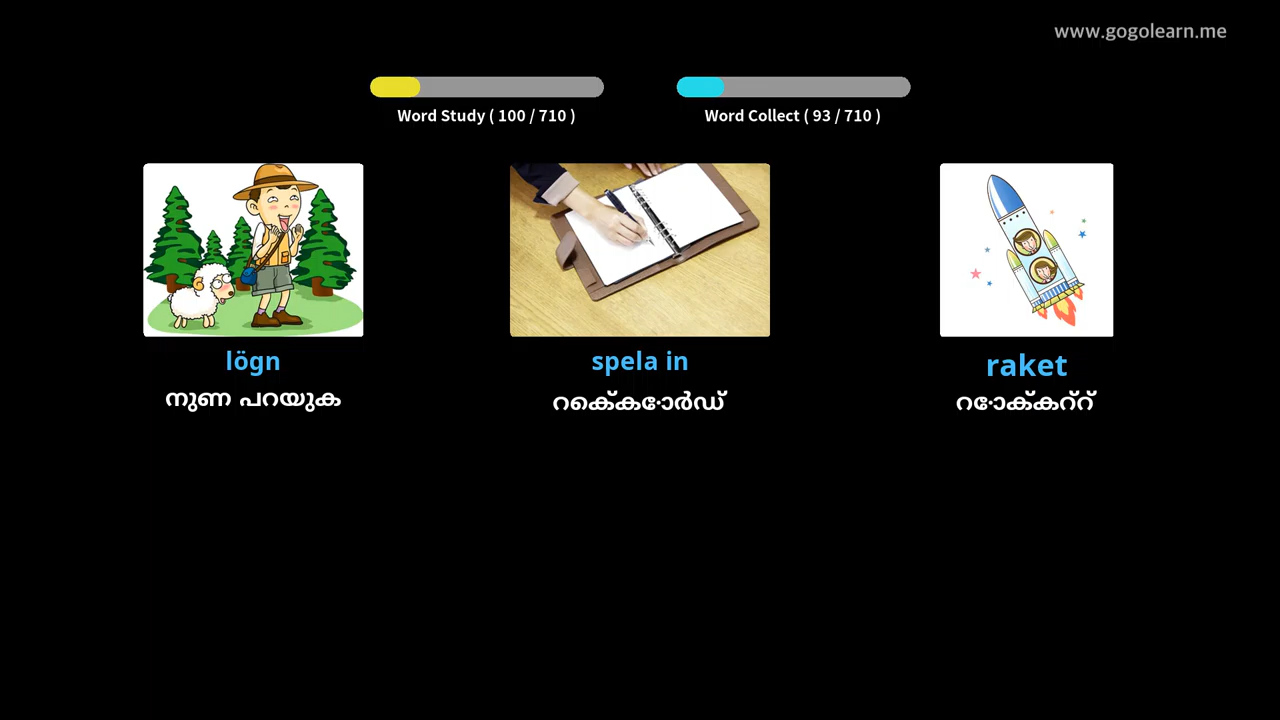 www.gogolearn.me
Word Study ( 100 / 710 )
Word Collect ( 93 / 710 )
lögn
spela in
raket
നുണ പറയുക
റെക്കോർഡ്
റോക്കറ്റ്